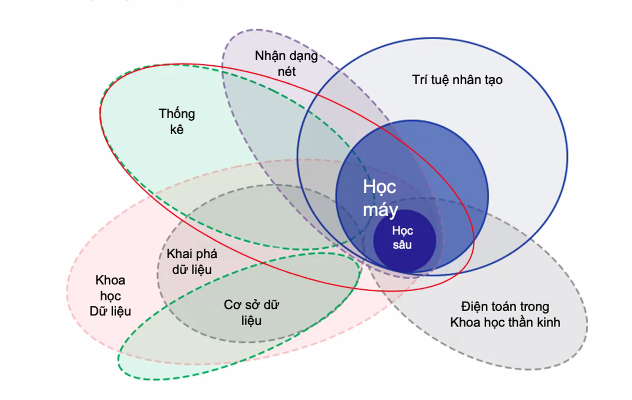 Nhận dạng
nét
Trí tuệ nhân tạo
Thống
kê
Học
máy
Học
sâu
Khai phá
dữ liệu
Khoa
học
Dữ liệu
Cơ sở dữ
liệu
Điện toán trong
Khoa học thần kinh